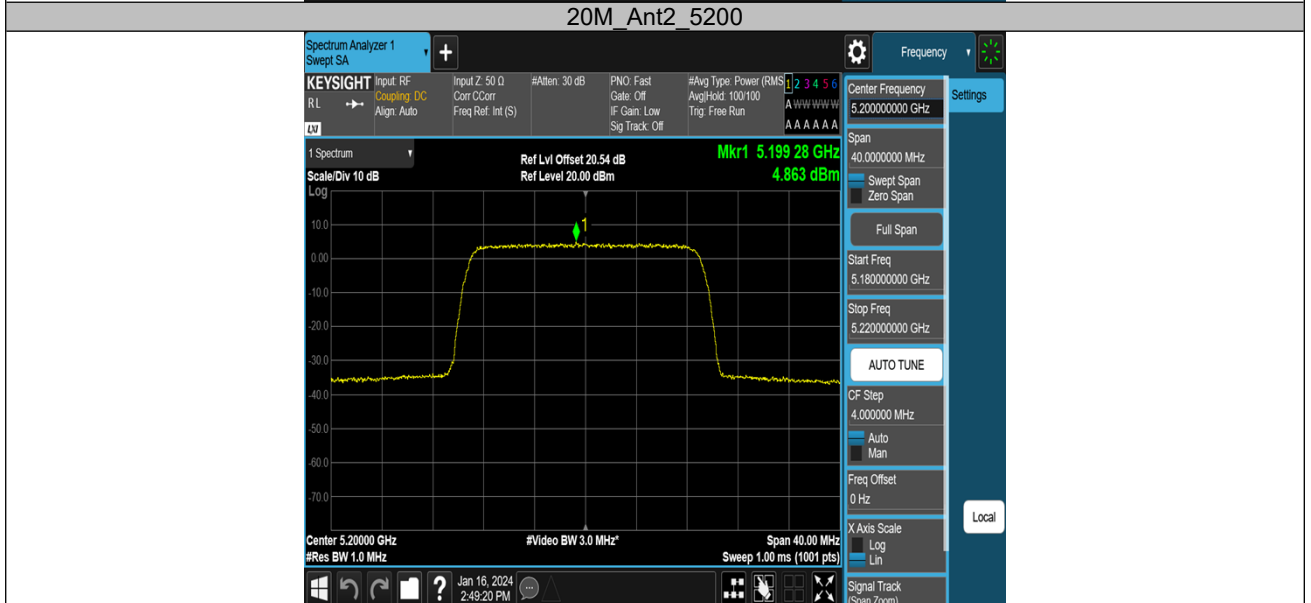 20M_Ant2_5200
Spectrum Analyzer 1
Swept SA
+
Frequency
KEYSIGHT
RL
LXI
Input: RF
Coupling: DC
Align: Auto
Input Z: 50 Ω
Corr CCorr
Freq Ref: Int (S)
#Atten: 30 dB
PNO: Fast
Gate: Off
IF Gain: Low
Sig Track: Off
#Avg Type: Power (RMS
Avg|Hold: 100/100
Trig: Free Run
1 2 3 4 5 6
A W W W W W
A A A A A A
1 Spectrum
Scale/Div 10 dB
Log
Ref Lvl Offset 20.54 dB
Ref Level 20.00 dBm
Mkr1 5.199 28 GHz
4.863 dBm
1
10.0
0.00
-10.0
-20.0
-30.0
-40.0
-50.0
-60.0
-70.0
Center 5.20000 GHz
#Res BW 1.0 MHz
#Video BW 3.0 MHz*
Span 40.00 MHz
Sweep 1.00 ms (1001 pts)
?
Jan 16, 2024
2:49:20 PM
Center Frequency
5.200000000 GHz
Span
40.0000000 MHz
Swept Span
Zero Span
Full Span
Start Freq
5.180000000 GHz
Stop Freq
5.220000000 GHz
AUTO TUNE
CF Step
4.000000 MHz
Auto
Man
Freq Offset
0 Hz
X Axis Scale
Log
Lin
Signal Track
(Span Zoom)
Settings
Local